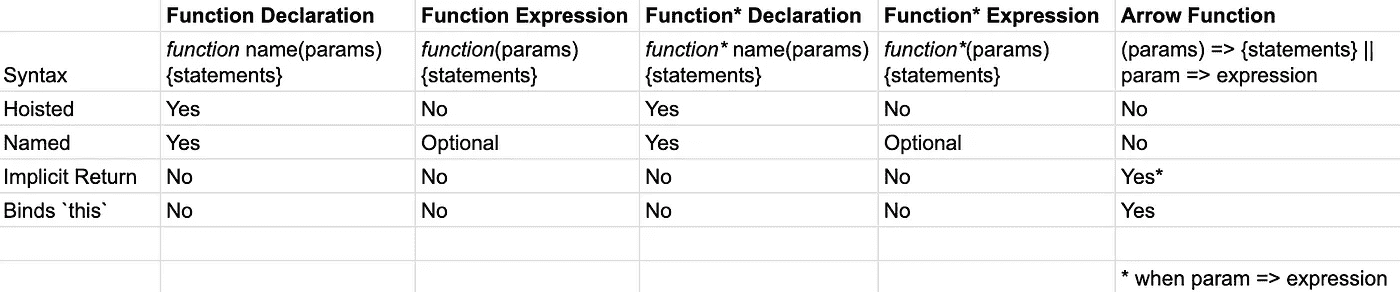 Function Declaration Function Expression Function* Declaration Function* Expression Arrow Function
function name(params) function(params) function* name(params) function*(params) (params) => {statements} ||
Syntax {statements} {statements} {statements} {statements} param => expression
Hoisted Yes No Yes No No
Named Yes Optional Yes Optional No
Implicit Return No No No No Yes*
Binds `this` No No No No Yes
* when param => expression